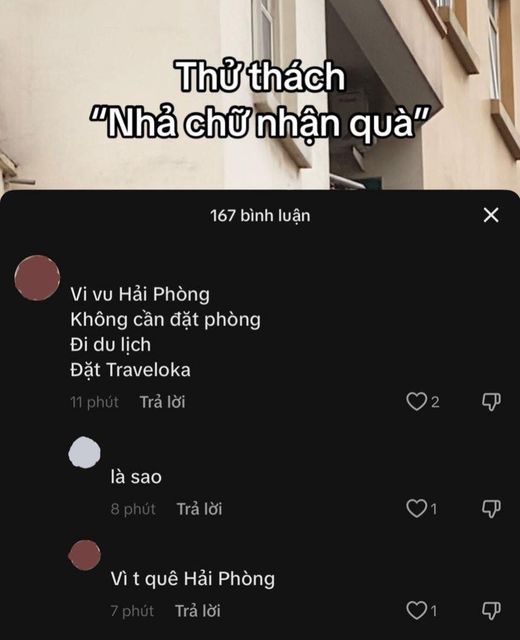 Thử thách
"Nhả chữ nhận quà"
167 bình luận
Vi vu Hải Phòng
Không cần đặt phòng
Đi du lịch
Đặt Traveloka
11 phút Trả lời 2
là sao
8 phút Trả lời 1
Vì t quê Hải Phòng
7 phút Trả lời 1